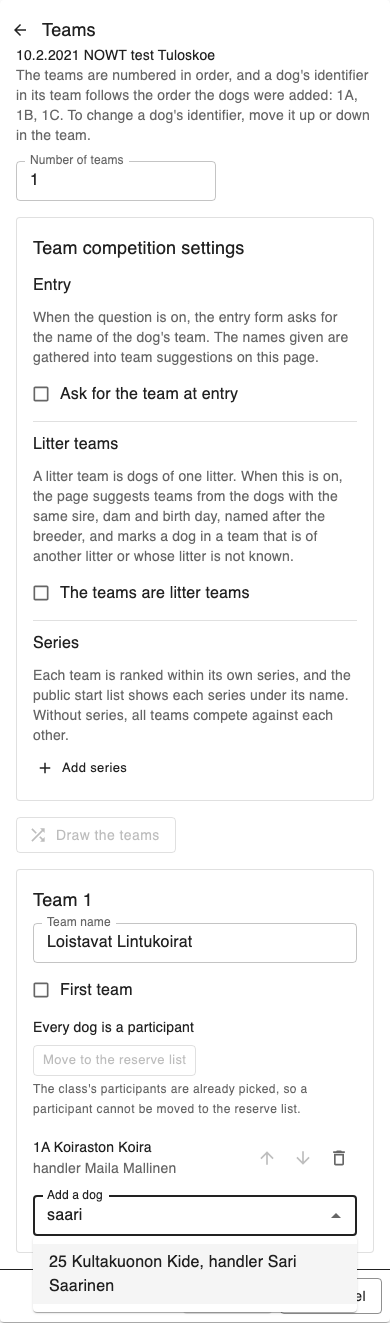 Teams
10.2.2021 NOWT test Tuloskoe
The teams are numbered in order, and a dog's identifier
in its team follows the order the dogs were added: 1A,
1B, 1C. To change a dog's identifier, move it up or down
in the team.
Number of teams
1
Team competition settings
Entry
When the question is on, the entry form asks for
the name of the dog's team. The names given are
gathered into team suggestions on this page.
Ask for the team at entry
Litter teams
A litter team is dogs of one litter. When this is on,
the page suggests teams from the dogs with the
same sire, dam and birth day, named after the
breeder, and marks a dog in a team that is of
another litter or whose litter is not known.
The teams are litter teams
Series
Each team is ranked within its own series, and the
public start list shows each series under its name.
Without series, all teams compete against each
other.
Add series
Draw the teams
Team 1
Team name
Loistavat Lintukoirat
First team
Every dog is a participant
Move to the reserve list
The class's participants are already picked, so a
participant cannot be moved to the reserve list.
1A Koiraston Koira
handler Maila Mallinen
Add a dog
saari
25 Kultakuonon Kide, handler Sari
Saarinen